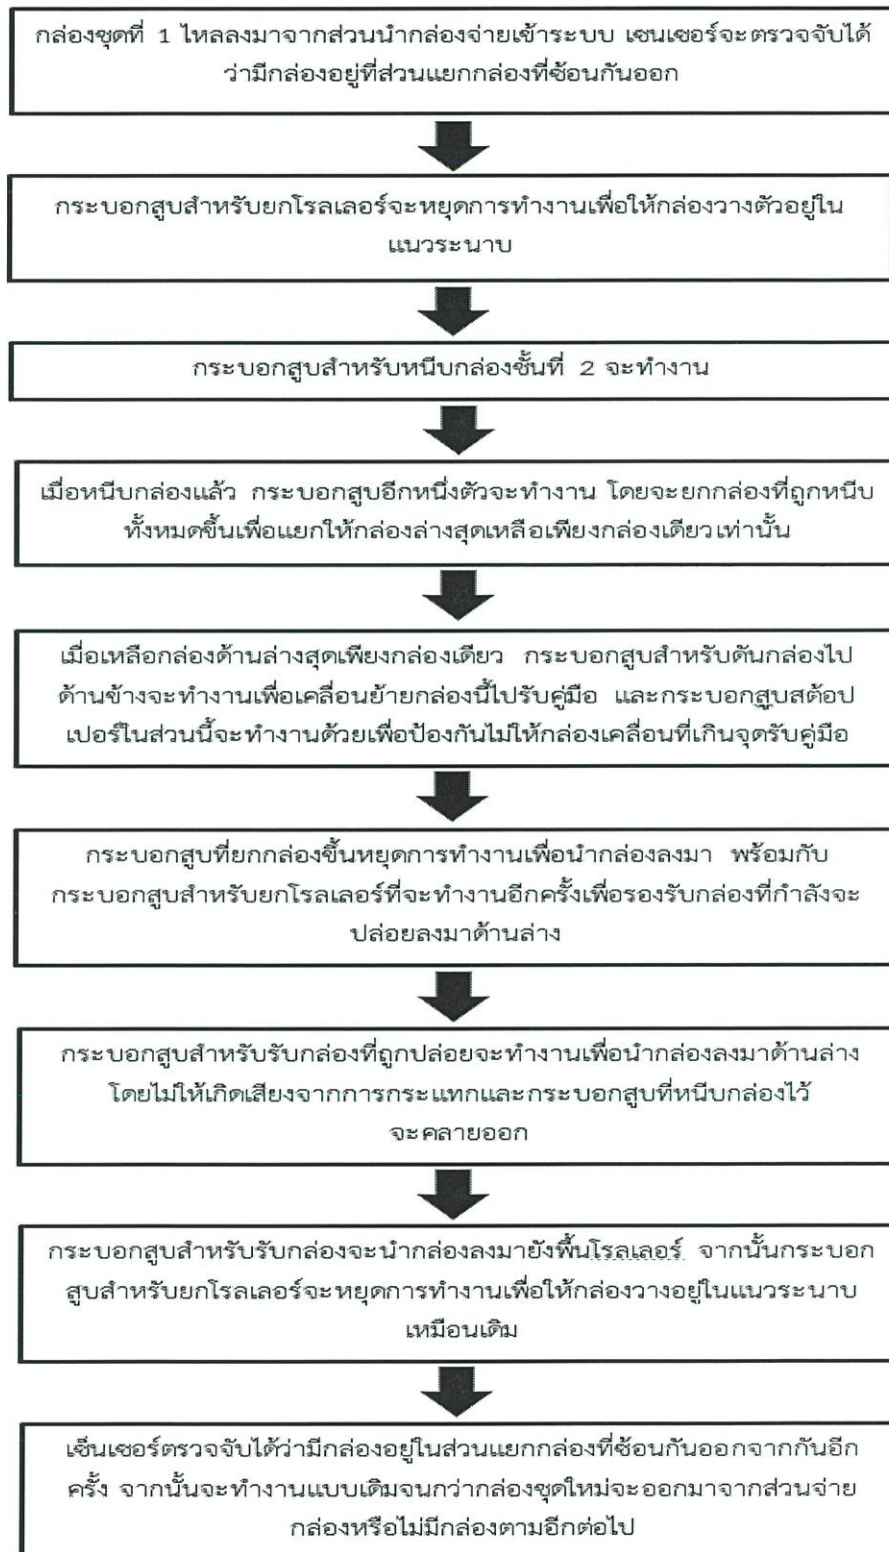 กล่องชุดที่ 1 ไหลลงมาจากส่วนนำกล่องจ่ายเข้าระบบ เซนเซอร์จะตรวจจับได้
ว่ามีกล่องอยู่ที่ส่วนแยกกล่องที่ซ้อนกันออก
กระบอกสูบสำหรับยกโรลเลอร์จะหยุดการทำงานเพื่อให้กล่องวางตัวอยู่ใน
แนวระนาบ
กระบอกสูบสำหรับหนีบกล่องชั้นที่ 2 จะทำงาน
เมื่อหนีบกล่องแล้ว กระบอกสูบอีกหนึ่งตัวจะทำงาน โดยจะยกกล่องที่ถูกหนีบ
ทั้งหมดขึ้นเพื่อแยกให้กล่องล่างสุดเหลือเพียงกล่องเดียวเท่านั้น
เมื่อเหลือกล่องด้านล่างสุดเพียงกล่องเดียว กระบอกสูบสำหรับดันกล่องไป
ด้านข้างจะทำงานเพื่อเคลื่อนย้ายกล่องนี้ไปรับคู่มือ และกระบอกสูบสต้อป
เปอร์ในส่วนนี้จะทำงานด้วยเพื่อป้องกันไม่ให้กล่องเคลื่อนที่เกินจุดรับคู่มือ
กระบอกสูบที่ยกกล่องขึ้นหยุดการทำงานเพื่อนำกล่องลงมา พร้อมกับ
กระบอกสูบสำหรับยกโรลเลอร์ที่จะทำงานอีกครั้งเพื่อรองรับกล่องที่กำลังจะ
ปล่อยลงมาด้านล่าง
กระบอกสูบสำหรับรับกล่องที่ถูกปล่อยจะทำงานเพื่อนำกล่องลงมาด้านล่าง
โดยไม่ให้เกิดเสียงจากการกระแทกและกระบอกสูบที่หนีบกล่องไว้
จะคลายออก
กระบอกสูบสำหรับรับกล่องจะนำกล่องลงมายังพื้นโรลเลอร์ จากนั้นกระบอก
สูบสำหรับยกโรลเลอร์จะหยุดการทำงานเพื่อให้กล่องวางอยู่ในแนวระนาบ
เหมือนเดิม
เซ็นเซอร์ตรวจจับได้ว่ามีกล่องอยู่ในส่วนแยกกล่องที่ซ้อนกันออกจากกันอีก
ครั้ง จากนั้นจะทำงานแบบเดิมจนกว่ากล่องชุดใหม่จะออกมาจากส่วนจ่าย
กล่องหรือไม่มีกล่องตามอีกต่อไป